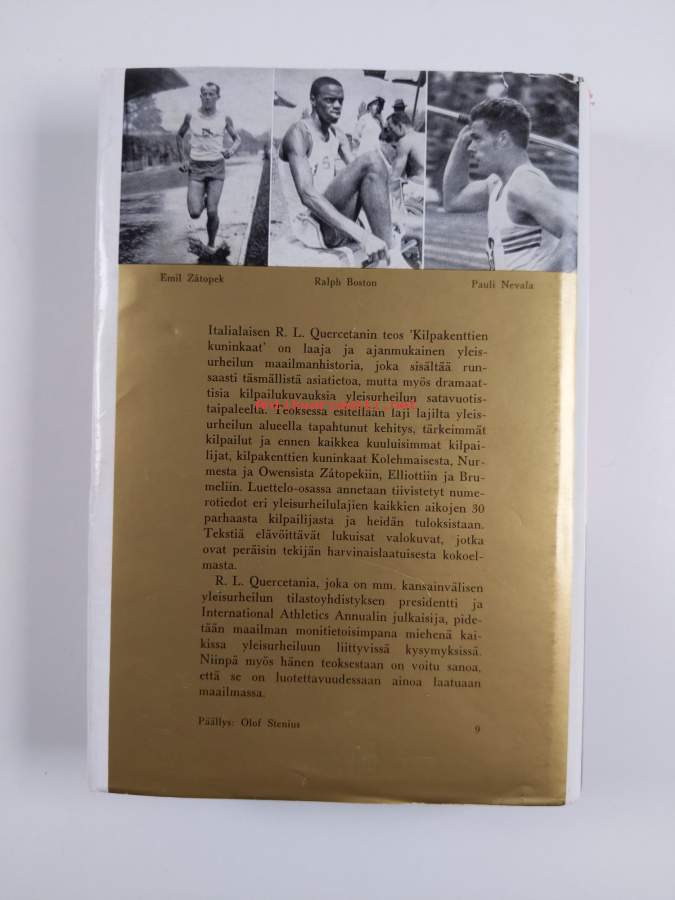 Emil Zátopek
Ralph Boston
Pauli Nevala
Italialaisen R. L. Quercetanin teos 'Kilpakenttien
kuninkaat' on laaja ja ajanmukainen yleis-
urheilun maailmanhistoria, joka sisältää run-
saasti täsmällistä asiatietoa, mutta myös dramaat-
tisia kilpailukuvauksia yleisurheilun satavuotis-
taipaleelta. Teoksessa esitellään laji lajilta yleis-
urheilun alueella tapahtunut kehitys, tärkeimmät
kilpailut ja ennen kaikkea kuuluisimmat kilpai-
lijat, kilpakenttien kuninkaat Kolehmaisesta, Nur-
mesta ja Owensista Zátopekiin, Elliottiin ja Bru-
meliin. Luettelo-osassa annetaan tiivistetyt nume-
rotiedot eri yleisurheilulajien kaikkien aikojen 30
parhaasta kilpailijasta ja heidän tuloksistaan.
Tekstiä elävöittävät lukuisat valokuvat, jotka
ovat peräisin tekijän harvinaislaatuisesta kokoel-
masta.
R. L. Quercetania, joka on mm. kansainvälisen
yleisurheilun tilastoyhdistyksen presidentti ja
International Athletics Annualin julkaisija, pide-
tään maailman monitietoisimpana miehenä kai-
kissa yleisurheiluun liittyvissä kysymyksissä.
Niinpä myös hänen teoksestaan on voitu sanoa,
että se on luotettavuudessaan ainoa laatuaan
maailmassa.
Päällys: Olof Stenius
9